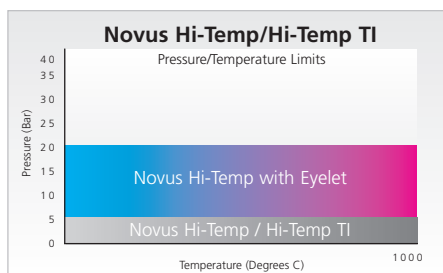 Novus Hi-Temp/Hi-Temp TI
Pressure/Temperature Limits
40
35
30
25
20
15
10
5
0
Pressure (Bar)
Novus Hi-Temp with Eyelet
Novus Hi-Temp / Hi-Temp TI
1000
Temperature (Degrees C)